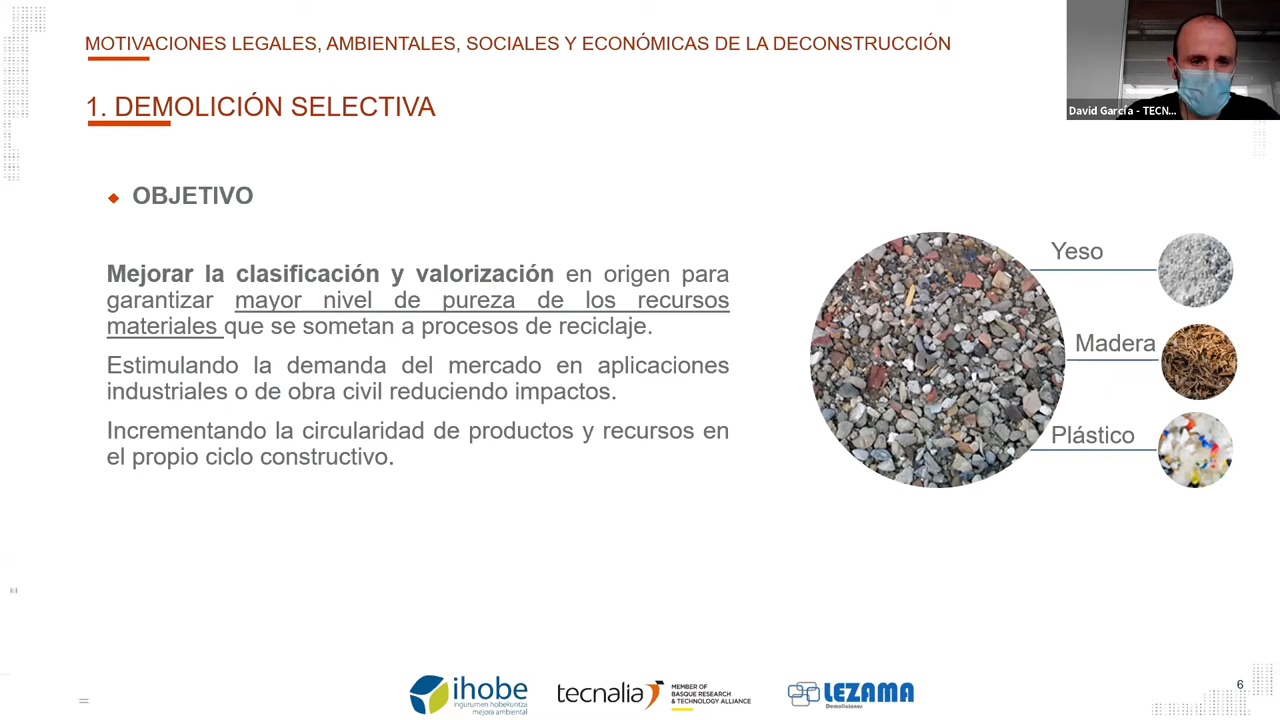 MOTIVACIONES LEGALES, AMBIENTALES, SOCIALES Y ECONÓMICAS DE LA DECONSTRUCCIÓN
1. DEMOLICIÓN SELECTIVA
David García - TECN...
OBJETIVO
Mejorar la clasificación y valorización en origen para
garantizar mayor nivel de pureza de los recursos
materiales que se sometan a procesos de reciclaje.
Estimulando la demanda del mercado en aplicaciones
industriales o de obra civil reduciendo impactos.
Incrementando la circularidad de productos y recursos en
el propio ciclo constructivo.
Yeso
Madera
Plástico
ihobe
ingurumen hobekuntza
mejora ambiental
tecnalia
MEMBER OF
BASQUE RESEARCH
& TECHNOLOGY ALLIANCE
LEZAMA
Demoliciones
6